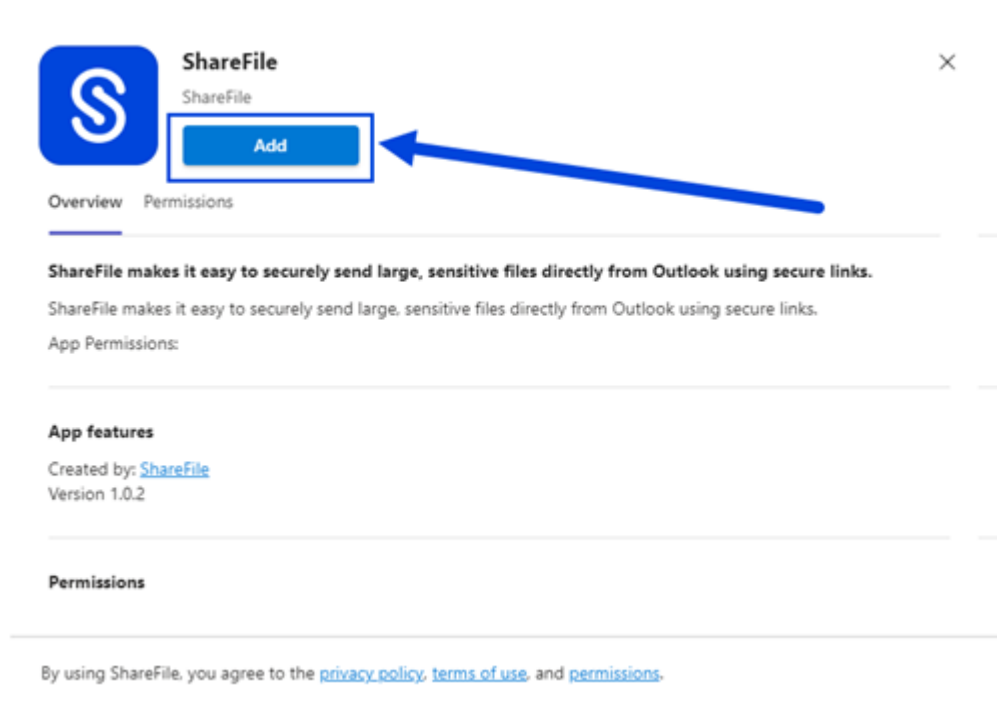 ShareFile
ShareFile
Add
Overview Permissions
ShareFile makes it easy to securely send large, sensitive files directly from Outlook using secure links.
ShareFile makes it easy to securely send large, sensitive files directly from Outlook using secure links.
App Permissions:
App features
Created by: ShareFile
Version 1.0.2
Permissions
By using ShareFile, you agree to the privacy policy, terms of use, and permissions.